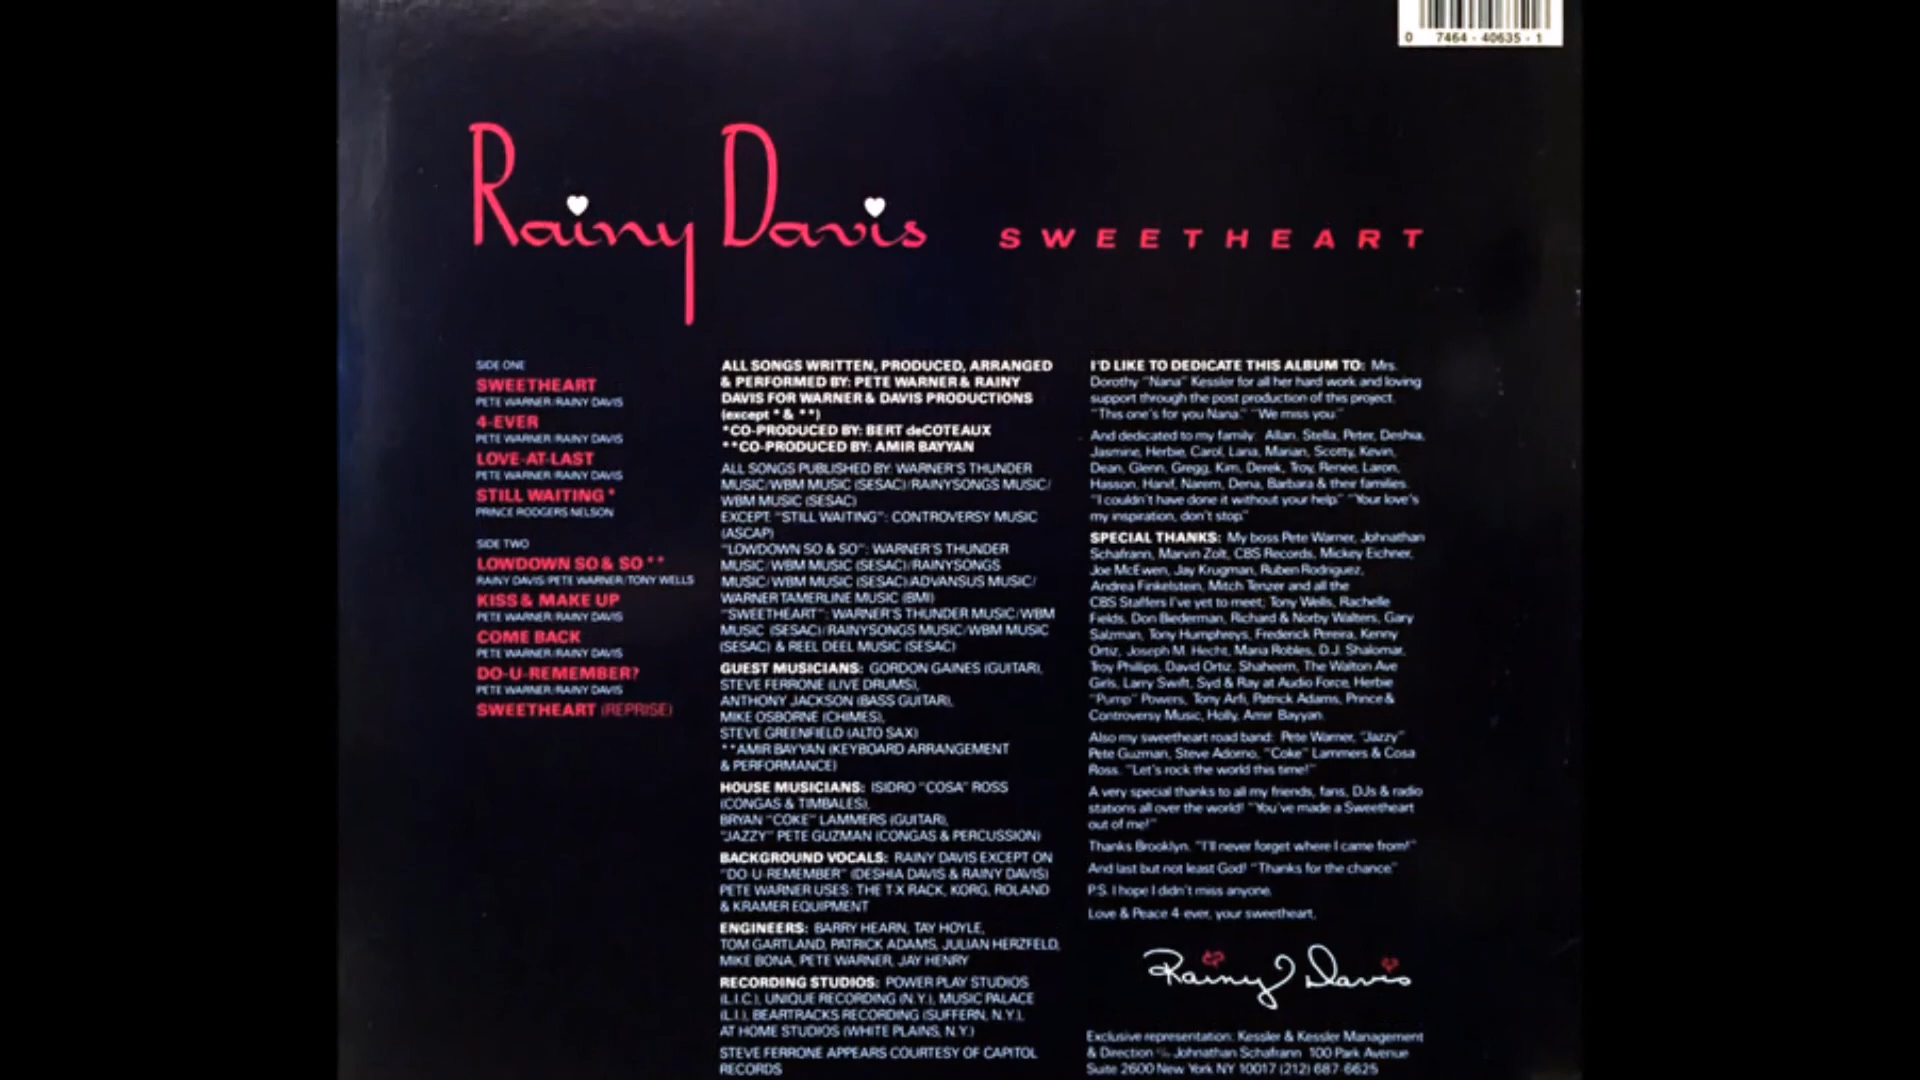 0 7464-40635-1
Rainy Davis SWEETHEART
SIDE ONE
SWEETHEART
PETE WARNER/RAINY DAVIS
4-EVER
PETE WARNER/RAINY DAVIS
LOVE-AT-LAST
PETE WARNER/RAINY DAVIS
STILL WAITING *
PRINCE RODGERS NELSON
SIDE TWO
LOWDOWN SO & SO **
RAINY DAVIS/PETE WARNER/TONY WELLS
KISS & MAKE UP
PETE WARNER/RAINY DAVIS
COME BACK
PETE WARNER/RAINY DAVIS
DO-U-REMEMBER?
PETE WARNER/RAINY DAVIS
SWEETHEART (REPRISE)
ALL SONGS WRITTEN, PRODUCED, ARRANGED
& PERFORMED BY: PETE WARNER & RAINY
DAVIS FOR WARNER & DAVIS PRODUCTIONS
(except * & **)
*CO-PRODUCED BY: BERT deCOTEAUX
**CO-PRODUCED BY: AMIR BAYYAN
ALL SONGS PUBLISHED BY: WARNER'S THUNDER
MUSIC/WBM MUSIC (SESAC)/RAINYSONGS MUSIC/
WBM MUSIC (SESAC)
EXCEPT: "STILL WAITING": CONTROVERSY MUSIC
(ASCAP)
"LOWDOWN SO & SO": WARNER'S THUNDER
MUSIC/WBM MUSIC (SESAC)/RAINYSONGS
MUSIC/WBM MUSIC (SESAC)/ADVANSUS MUSIC/
WARNER TAMERLINE MUSIC (BMI)
"SWEETHEART": WARNER'S THUNDER MUSIC/WBM
MUSIC (SESAC)/RAINYSONGS MUSIC/WBM MUSIC
(SESAC) & REEL DEEL MUSIC (SESAC)
GUEST MUSICIANS: GORDON GAINES (GUITAR),
STEVE FERRONE (LIVE DRUMS),
ANTHONY JACKSON (BASS GUITAR),
MIKE OSBORNE (CHIMES),
STEVE GREENFIELD (ALTO SAX)
**AMIR BAYYAN (KEYBOARD ARRANGEMENT
& PERFORMANCE)
HOUSE MUSICIANS: ISIDRO "COSA" ROSS
(CONGAS & TIMBALES),
BRYAN "COKE" LAMMERS (GUITAR),
"JAZZY" PETE GUZMAN (CONGAS & PERCUSSION)
BACKGROUND VOCALS: RAINY DAVIS EXCEPT ON
"DO-U-REMEMBER" (DESHIA DAVIS & RAINY DAVIS)
PETE WARNER USES: THE T-X RACK, KORG, ROLAND
& KRAMER EQUIPMENT
ENGINEERS: BARRY HEARN, TAY HOYLE,
TOM GARTLAND, PATRICK ADAMS, JULIAN HERZFELD,
MIKE BONA, PETE WARNER, JAY HENRY
RECORDING STUDIOS: POWER PLAY STUDIOS
(L.I.C.), UNIQUE RECORDING (N.Y.), MUSIC PALACE
(L.I.), BEARTRACKS RECORDING (SUFFERN, N.Y.),
AT HOME STUDIOS (WHITE PLAINS, N.Y.)
STEVE FERRONE APPEARS COURTESY OF CAPITOL
RECORDS
I'D LIKE TO DEDICATE THIS ALBUM TO: Mrs.
Dorothy "Nana" Kessler for all her hard work and loving
support through the post production of this project.
"This one's for you Nana." "We miss you."
And dedicated to my family: Allan, Stella, Peter, Deshia,
Jasmine, Herbie, Carol, Lana, Marian, Scotty, Kevin,
Dean, Glenn, Gregg, Kim, Derek, Troy, Renee, Laron,
Hasson, Hanif, Narem, Dena, Barbara & their families.
"I couldn't have done it without your help." "Your love's
my inspiration, don't stop."
SPECIAL THANKS: My boss Pete Warner, Johnathan
Schafrann, Marvin Zolt, CBS Records, Mickey Eichner,
Joe McEwen, Jay Krugman, Ruben Rodriguez,
Andrea Finkelstein, Mitch Tenzer and all the
CBS Staffers I've yet to meet; Tony Wells, Rachelle
Fields, Don Biederman, Richard & Norby Walters, Gary
Salzman, Tony Humphreys, Frederick Pereira, Kenny
Ortiz, Joseph M. Hecht, Maria Robles, D.J. Shalomar,
Troy Phillips, David Ortiz, Shaheem, The Walton Ave
Girls, Larry Swift, Syd & Ray at Audio Force, Herbie
"Pump" Powers, Tony Arfi, Patrick Adams, Prince &
Controversy Music, Holly, Amir Bayyan.
Also my sweetheart road band: Pete Warner, "Jazzy"
Pete Guzman, Steve Adorno, "Coke" Lammers & Cosa
Ross. "Let's rock the world this time!"
A very special thanks to all my friends, fans, DJs & radio
stations all over the world! "You've made a Sweetheart
out of me!"
Thanks Brooklyn. "I'll never forget where I came from!"
And last but not least God! "Thanks for the chance"
P.S. I hope I didn't miss anyone.
Love & Peace 4 ever, your sweetheart,
Rainy Davis
Exclusive representation: Kessler & Kessler Management
& Direction c/o Johnathan Schafrann 100 Park Avenue
Suite 2600 New York NY 10017 (212) 687-6625